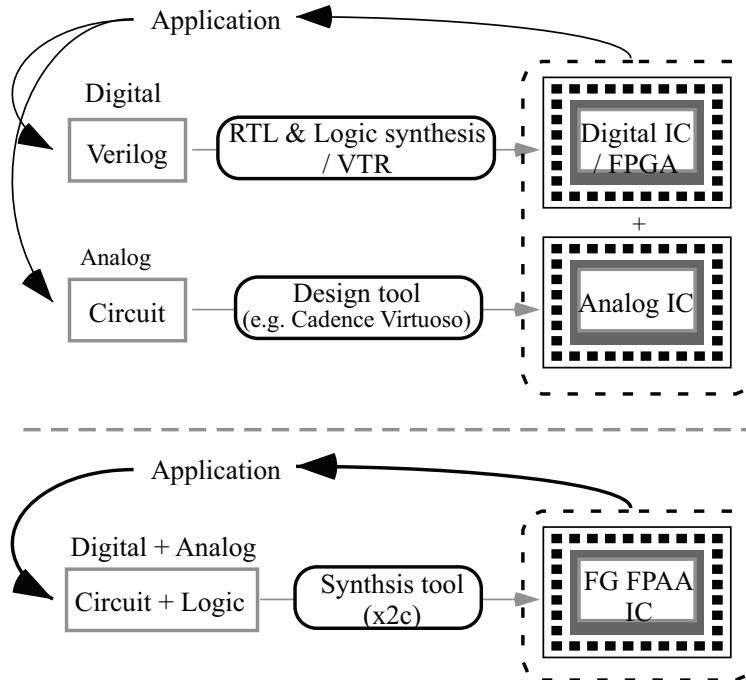 Application
Digital
Verilog
RTL & Logic synthesis
/ VTR
Digital IC
/ FPGA
+
Analog
Circuit
Design tool
(e.g. Cadence Virtuoso)
Analog IC
Application
Digital + Analog
Circuit + Logic
Synthsis tool
(x2c)
FG FPAA
IC